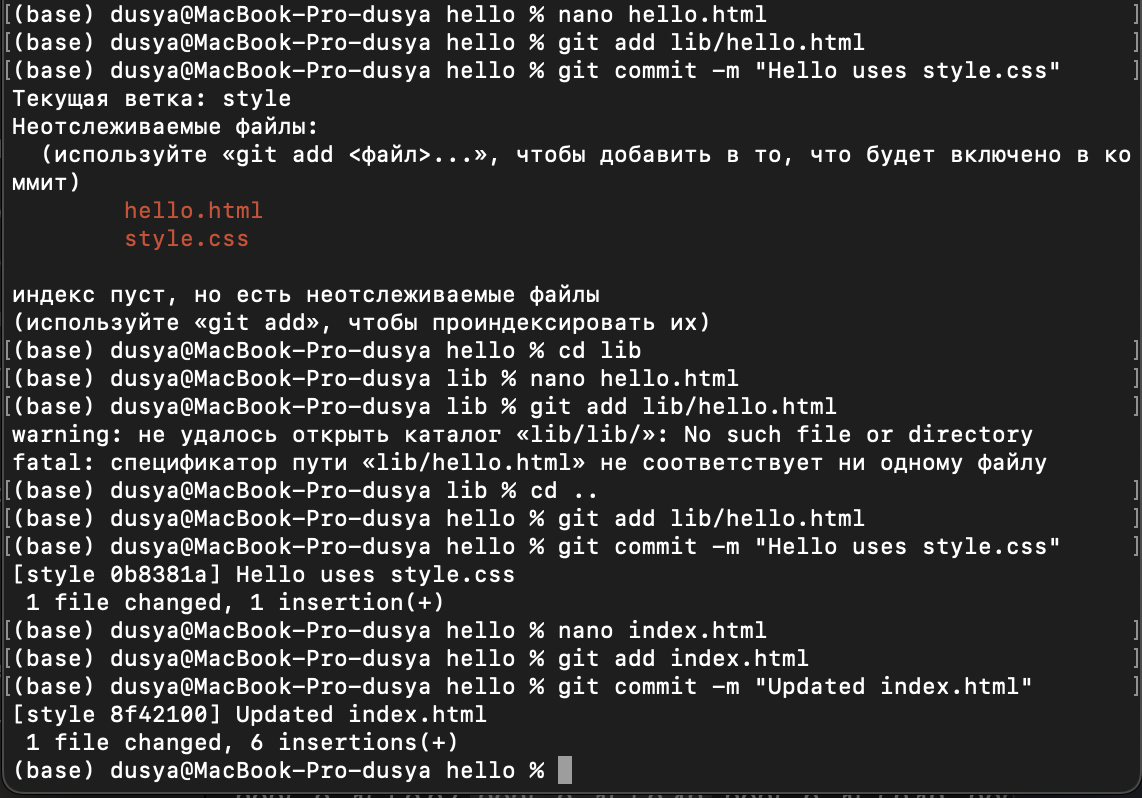 [(base) dusya@MacBook-Pro-dusya hello % nano hello.html ]
[(base) dusya@MacBook-Pro-dusya hello % git add lib/hello.html ]
[(base) dusya@MacBook-Pro-dusya hello % git commit -m "Hello uses style.css" ]
Текущая ветка: style
Неотслеживаемые файлы:
  (используйте «git add <файл>...», чтобы добавить в то, что будет включено в ко
ммит)
        hello.html
        style.css

индекс пуст, но есть неотслеживаемые файлы
(используйте «git add», чтобы проиндексировать их)
[(base) dusya@MacBook-Pro-dusya hello % cd lib ]
[(base) dusya@MacBook-Pro-dusya lib % nano hello.html ]
[(base) dusya@MacBook-Pro-dusya lib % git add lib/hello.html ]
warning: не удалось открыть каталог «lib/lib/»: No such file or directory
fatal: спецификатор пути «lib/hello.html» не соответствует ни одному файлу
[(base) dusya@MacBook-Pro-dusya lib % cd .. ]
[(base) dusya@MacBook-Pro-dusya hello % git add lib/hello.html ]
[(base) dusya@MacBook-Pro-dusya hello % git commit -m "Hello uses style.css" ]
[style 0b8381a] Hello uses style.css
 1 file changed, 1 insertion(+)
[(base) dusya@MacBook-Pro-dusya hello % nano index.html ]
[(base) dusya@MacBook-Pro-dusya hello % git add index.html ]
[(base) dusya@MacBook-Pro-dusya hello % git commit -m "Updated index.html" ]
[style 8f42100] Updated index.html
 1 file changed, 6 insertions(+)
(base) dusya@MacBook-Pro-dusya hello %